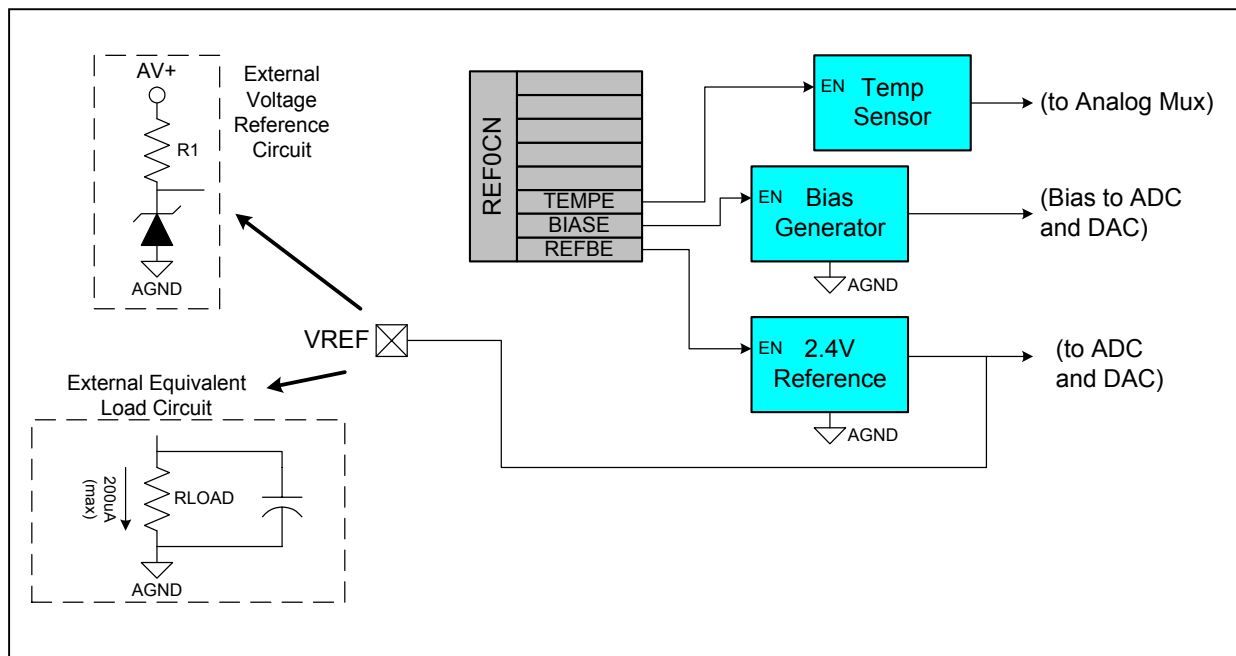 AV+
External
Voltage
Reference
Circuit
R1
AGND
REF0CN
TEMPE
BIASE
REFBE
EN
Temp
Sensor
(to Analog Mux)
EN
Bias
Generator
(Bias to ADC
and DAC)
AGND
VREF
EN
2.4V
Reference
(to ADC
and DAC)
AGND
External Equivalent
Load Circuit
200uA
(max)
RLOAD
AGND